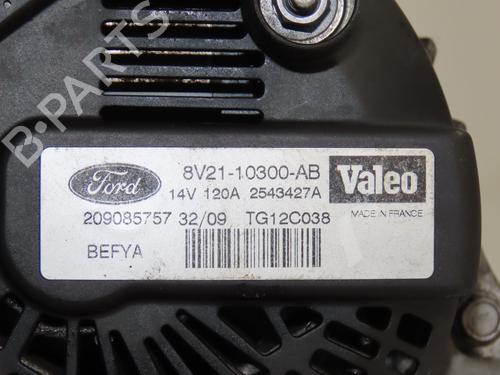 B-PARTS
Ford
8V21-10300-AB
14V 120A 2543427A
Valeo
MADE IN FRANCE
209085757 32/09 TG12C038
BEFYA